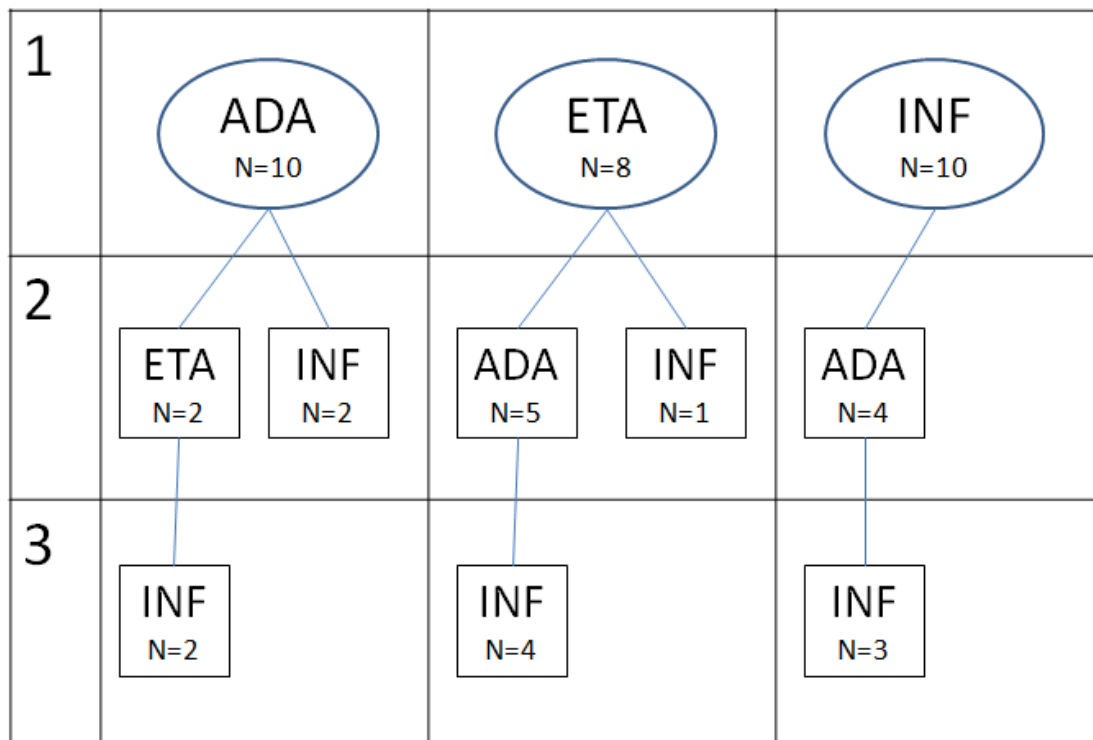 1
ADA
N=10
ETA
N=8
INF
N=10
2
ETA
N=2
INF
N=2
ADA
N=5
INF
N=1
ADA
N=4
3
INF
N=2
INF
N=4
INF
N=3